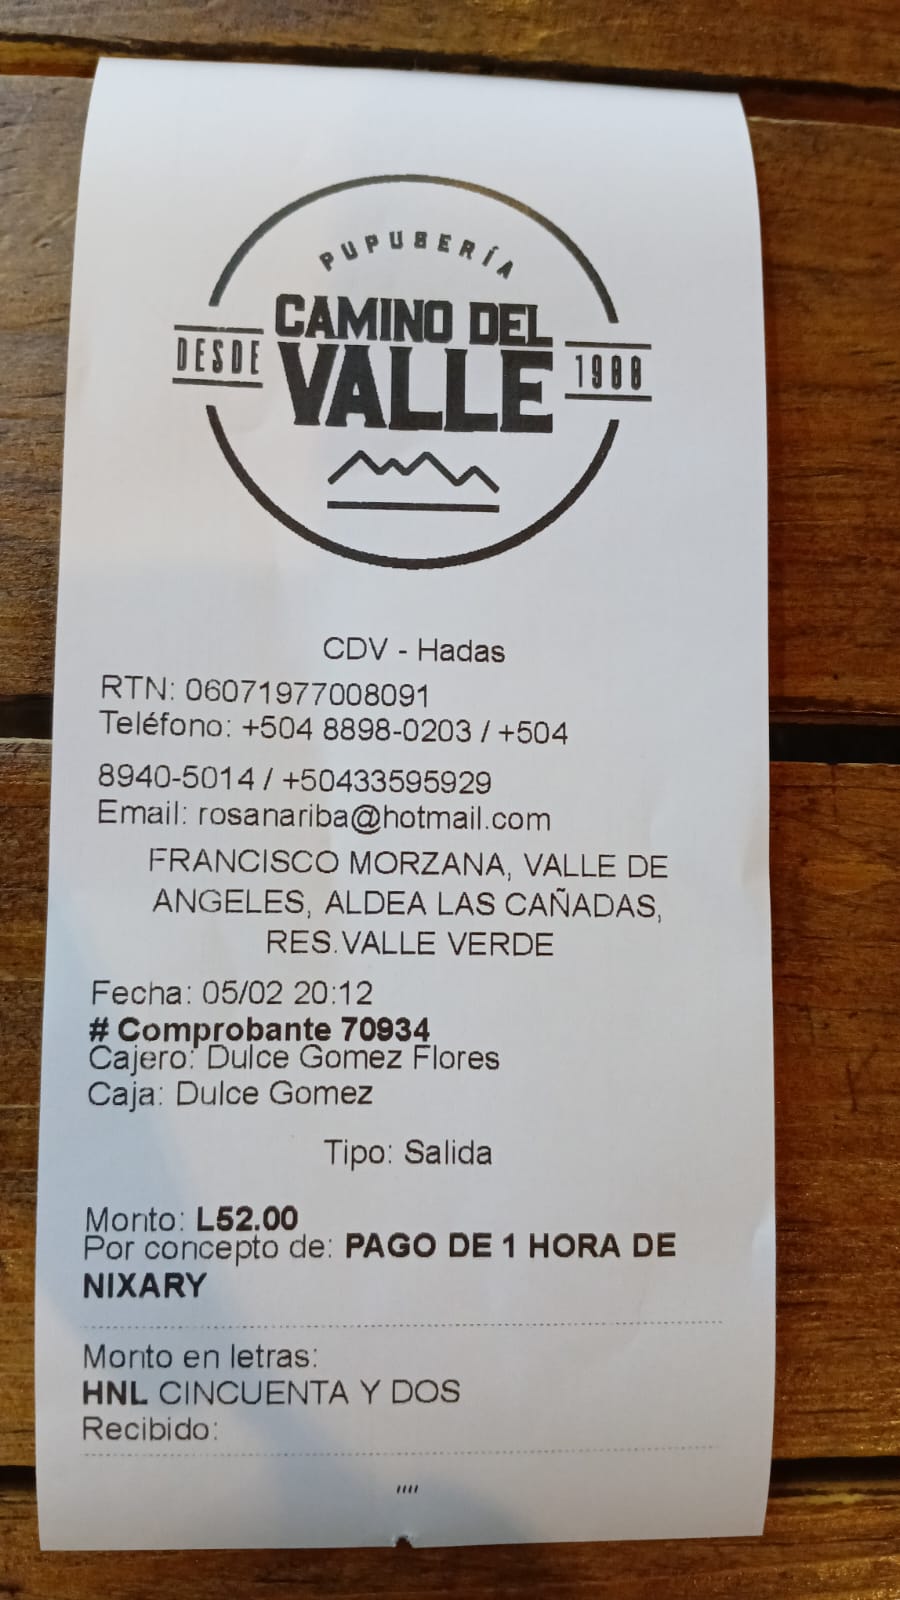 PUPUSERÍA
CAMINO DEL
DESDE VALLE 1988
CDV - Hadas
RTN: 06071977008091
Teléfono: +504 8898-0203 / +504
8940-5014 / +50433595929
Email: rosanariba@hotmail.com
FRANCISCO MORZANA, VALLE DE
ANGELES, ALDEA LAS CAÑADAS,
RES.VALLE VERDE
Fecha: 05/02 20:12
# Comprobante 70934
Cajero: Dulce Gomez Flores
Caja: Dulce Gomez
Tipo: Salida
Monto: L52.00
Por concepto de: PAGO DE 1 HORA DE
NIXARY
Monto en letras:
HNL CINCUENTA Y DOS
Recibido:
,,,,